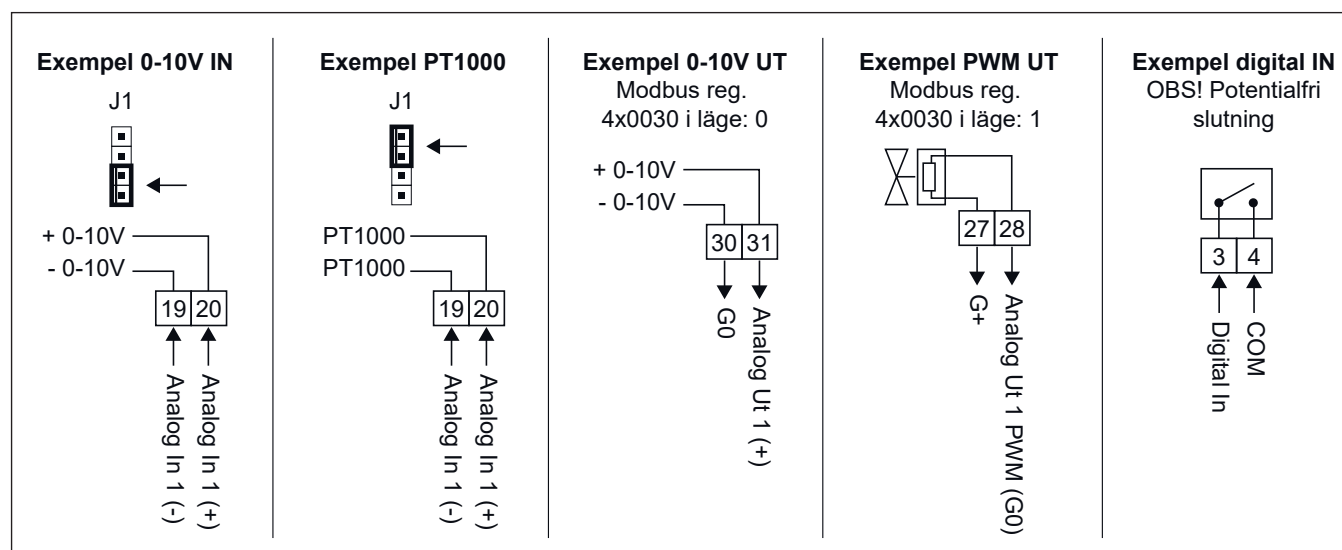 Exempel 0-10V IN
J1
+ 0-10V
- 0-10V
19 20
Analog In 1 (-)
Analog In 1 (+)
Exempel PT1000
J1
PT1000
PT1000
19 20
Analog In 1 (-)
Analog In 1 (+)
Exempel 0-10V UT
Modbus reg.
4x0030 i läge: 0
+ 0-10V
- 0-10V
30 31
G0
Analog Ut 1 (+)
Exempel PWM UT
Modbus reg.
4x0030 i läge: 1
27 28
G+
Analog Ut 1 PWM (G0)
Exempel digital IN
OBS! Potentialfri
slutning
3 4
Digital In
COM